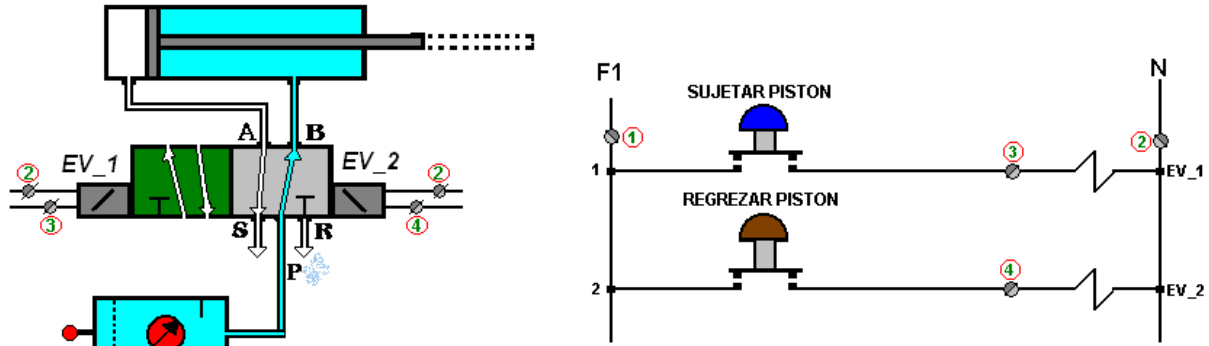 A B
EV_1 EV_2
2 2
3 4
S R
P
F1 N
SUJETAR PISTON
1 2
3
1 EV_1
REGREZAR PISTON
4
2 EV_2